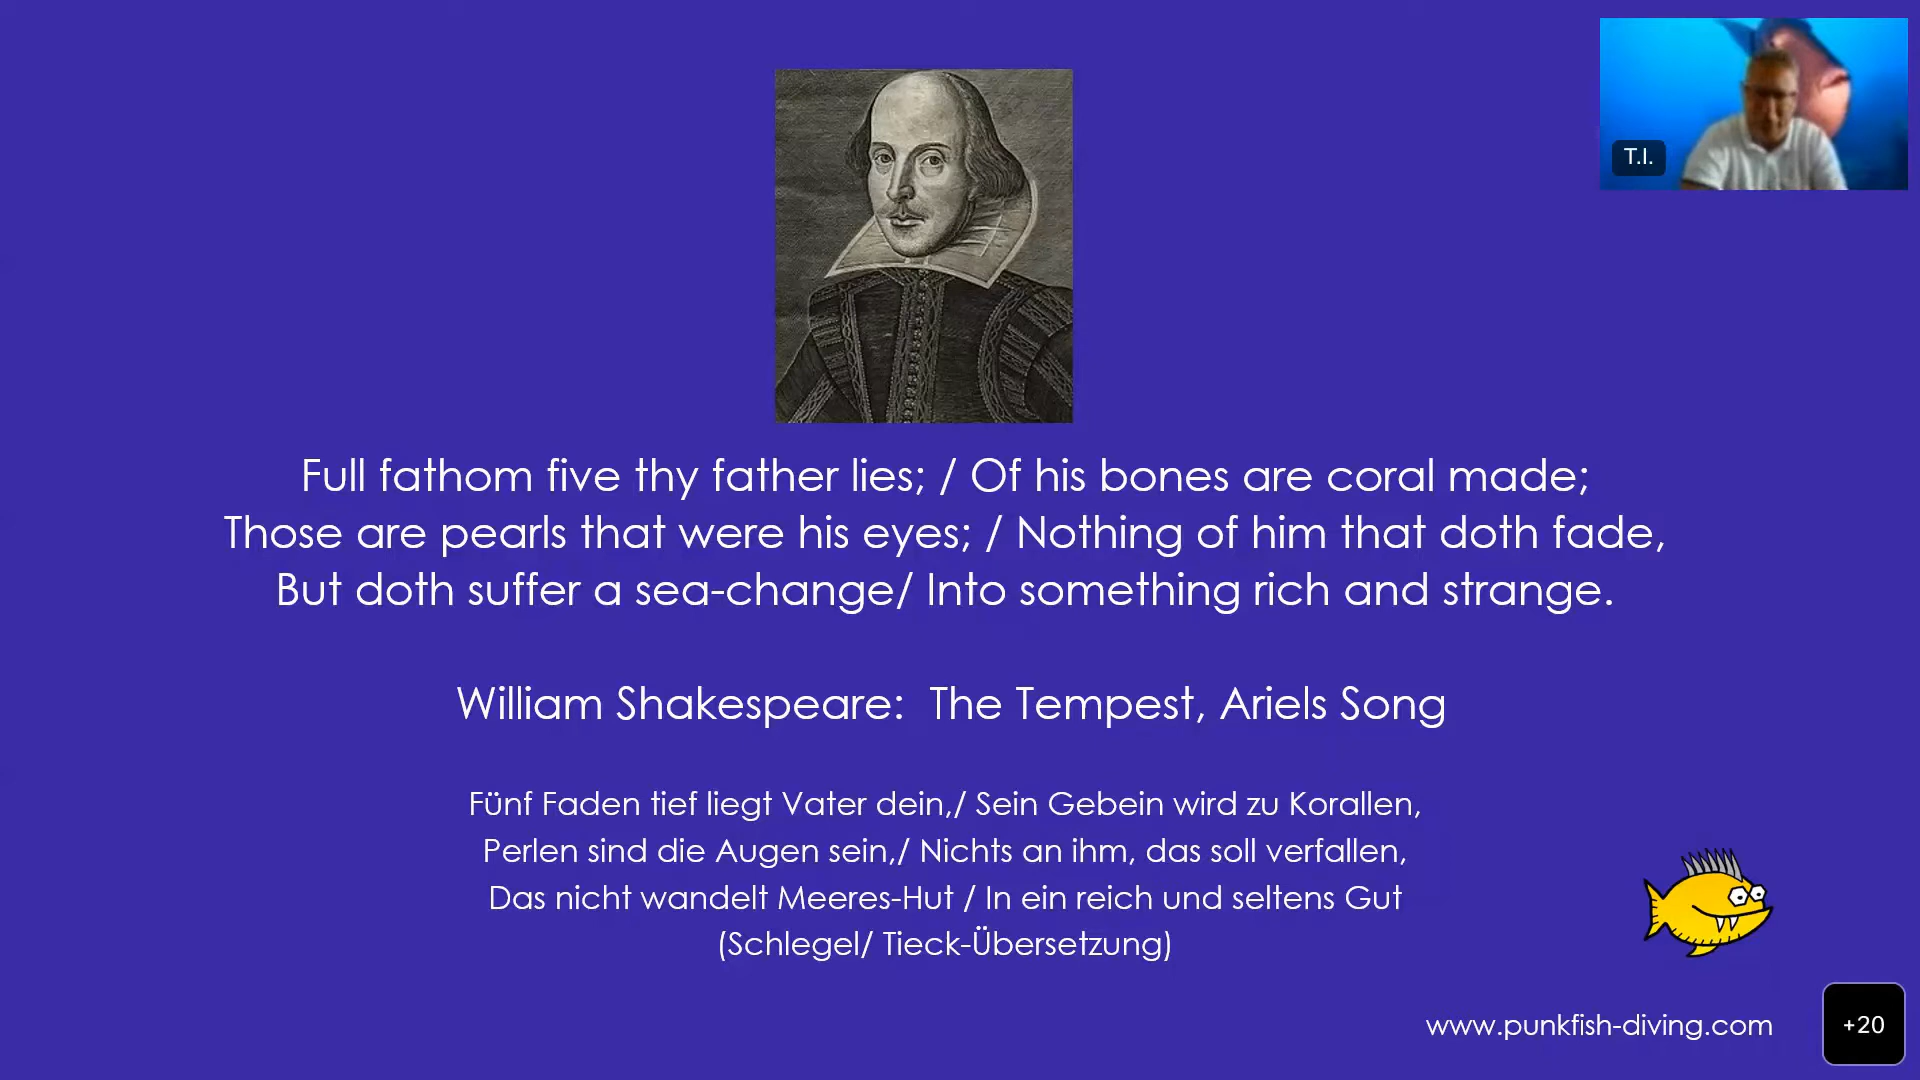 T.I.
Full fathom five thy father lies; / Of his bones are coral made;
Those are pearls that were his eyes; / Nothing of him that doth fade,
But doth suffer a sea-change/ Into something rich and strange.
William Shakespeare:  The Tempest, Ariels Song
Fünf Faden tief liegt Vater dein,/ Sein Gebein wird zu Korallen,
Perlen sind die Augen sein,/ Nichts an ihm, das soll verfallen,
Das nicht wandelt Meeres-Hut / In ein reich und seltens Gut
(Schlegel/ Tieck-Übersetzung)
www.punkfish-diving.com
+20